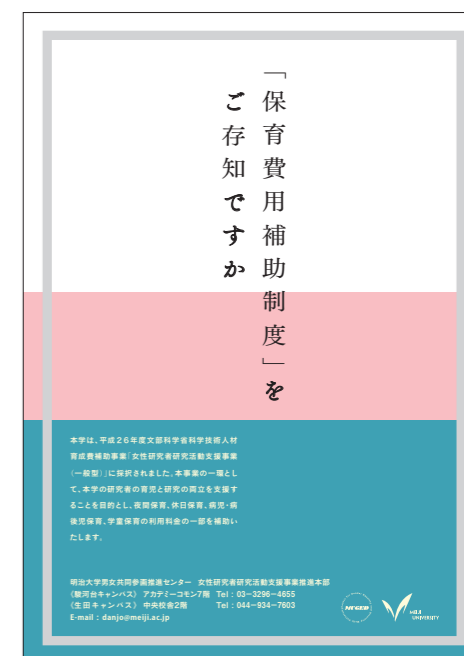 「保育費用補助制度」を
ご存知ですか
本学は、平成26年度文部科学省科学技術人材
育成費補助事業「女性研究者研究活動支援事業
(一般型)」に採択されました。本事業の一環とし
て、本学の研究者の育児と研究の両立を支援す
ることを目的とし、夜間保育、休日保育、病児・病
後児保育、学童保育の利用料金の一部を補助い
たします。
明治大学男女共同参画推進センター 女性研究者研究活動支援事業推進本部
(駿河台キャンパス) アカデミーコモン7階 Tel : 03-3296-4655
(生田キャンパス) 中央校舎2階 Tel : 044-934-7603
E-mail : danjo@meiji.ac.jp
MEIJI
UNIVERSITY